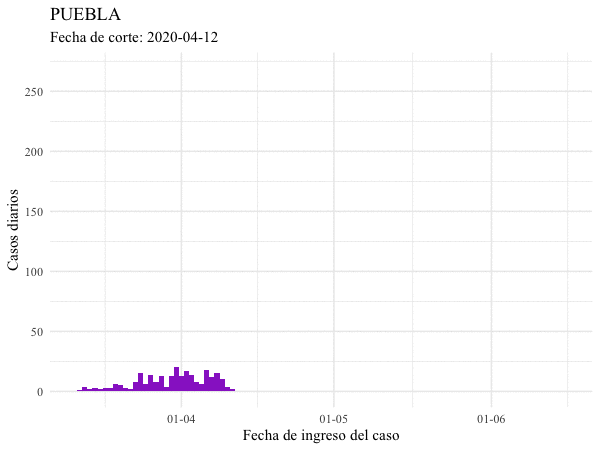 PUEBLA
Fecha de corte: 2020-04-12
Casos diarios
250
200
150
100
50
0
01-04
01-05
01-06
Fecha de ingreso del caso